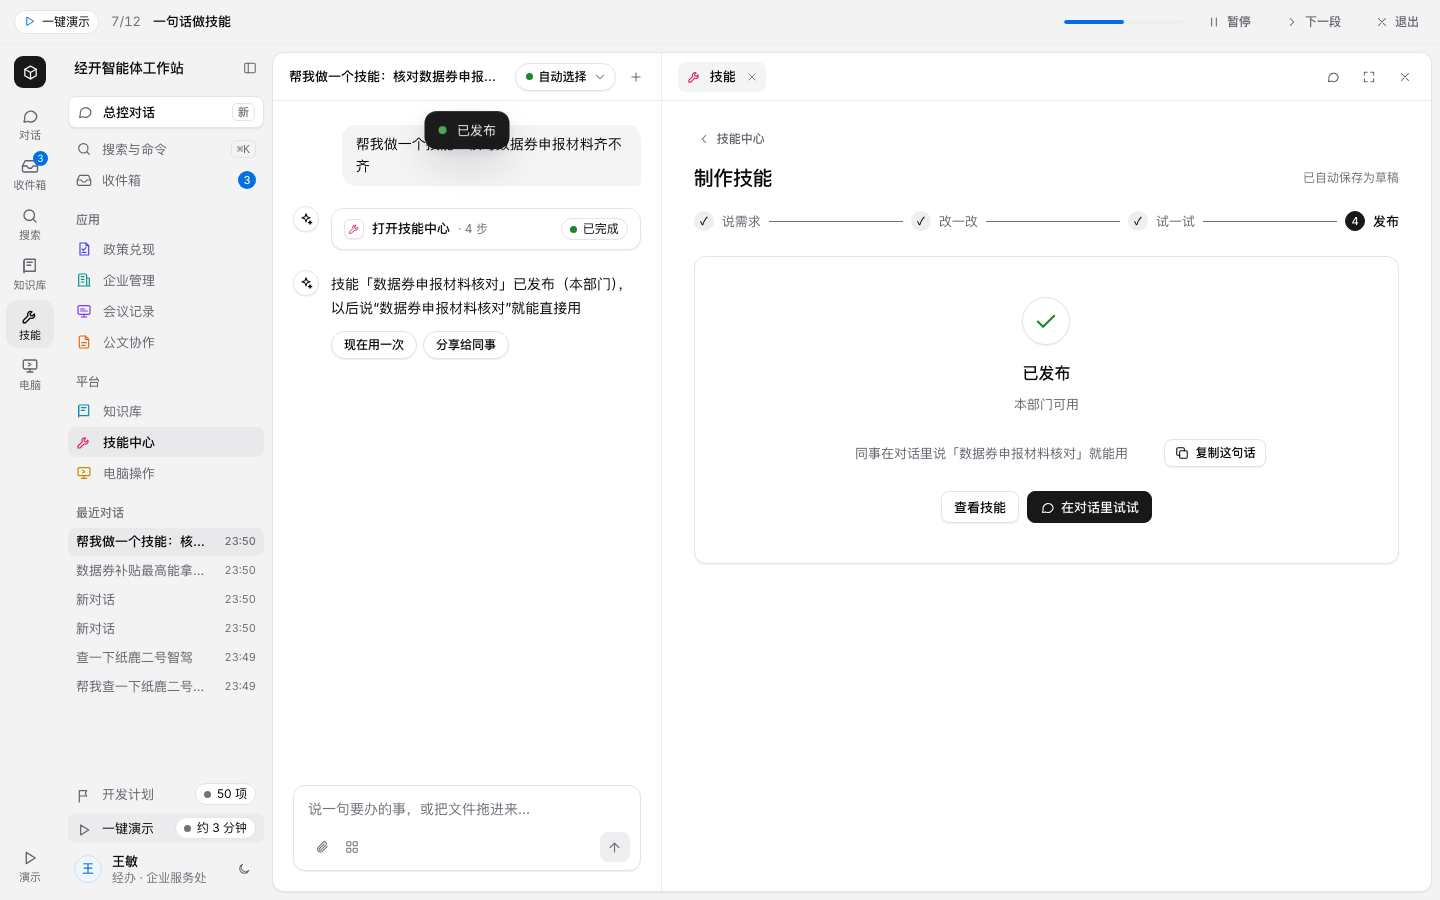 一键演示 7/12 一句话做技能 暂停 下一段 退出
对话
收件箱 3
搜索
知识库
技能
电脑
演示
经开智能体工作站
总控对话 新
搜索与命令 ⌘K
收件箱 3
应用
政策兑现
企业管理
会议记录
公文协作
平台
知识库
技能中心
电脑操作
最近对话
帮我做一个技能：核... 23:50
数据券补贴最高能拿... 23:50
新对话 23:50
新对话 23:50
查一下纸鹿二号智驾 23:49
帮我查一下纸鹿二号... 23:49
开发计划 50 项
一键演示 约 3 分钟
王 王敏
经办 · 企业服务处
帮我做一个技能：核对数据券申报... 自动选择
已发布
帮我做一个数据券申报材料齐不
齐
打开技能中心 · 4 步 已完成
技能「数据券申报材料核对」已发布（本部门），
以后说“数据券申报材料核对”就能直接用
现在用一次 分享给同事
说一句要办的事，或把文件拖进来...
技能
技能中心
制作技能 已自动保存为草稿
✓ 说需求 ✓ 改一改 ✓ 试一试 4 发布
已发布
本部门可用
同事在对话里说「数据券申报材料核对」就能用 复制这句话
查看技能 在对话里试试